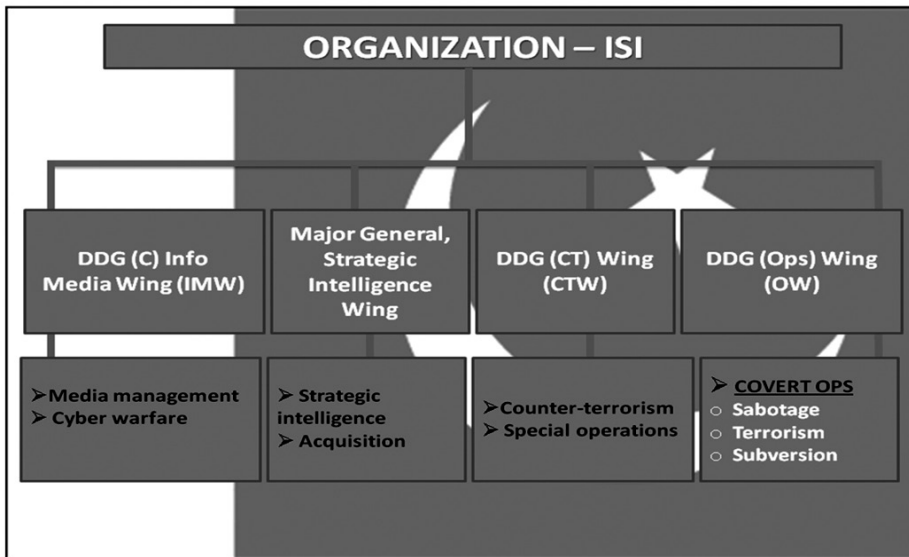 ORGANIZATION – ISI
DDG (C) Info
Media Wing (IMW)
Major General,
Strategic
Intelligence
Wing
DDG (CT) Wing
(CTW)
DDG (Ops) Wing
(OW)
➢Media management
➢Cyber warfare
➢ Strategic
intelligence
➢ Acquisition
➢Counter-terrorism
➢Special operations
➢ COVERT OPS
○ Sabotage
○ Terrorism
○ Subversion